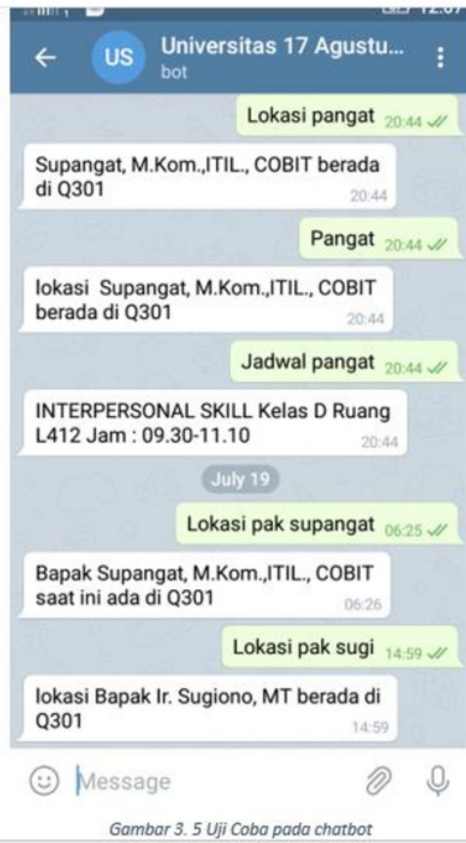 12:07
US
Universitas 17 Agustu...
bot
Lokasi pangat 20:44
Supangat, M.Kom.,ITIL., COBIT berada
di Q301
20:44
Pangat 20:44
lokasi Supangat, M.Kom.,ITIL., COBIT
berada di Q301
20:44
Jadwal pangat 20:44
INTERPERSONAL SKILL Kelas D Ruang
L412 Jam : 09.30-11.10
20:44
July 19
Lokasi pak supangat 06:25
Bapak Supangat, M.Kom.,ITIL., COBIT
saat ini ada di Q301
06:26
Lokasi pak sugi 14:59
lokasi Bapak Ir. Sugiono, MT berada di
Q301
14:59
Message
Gambar 3. 5 Uji Coba pada chatbot